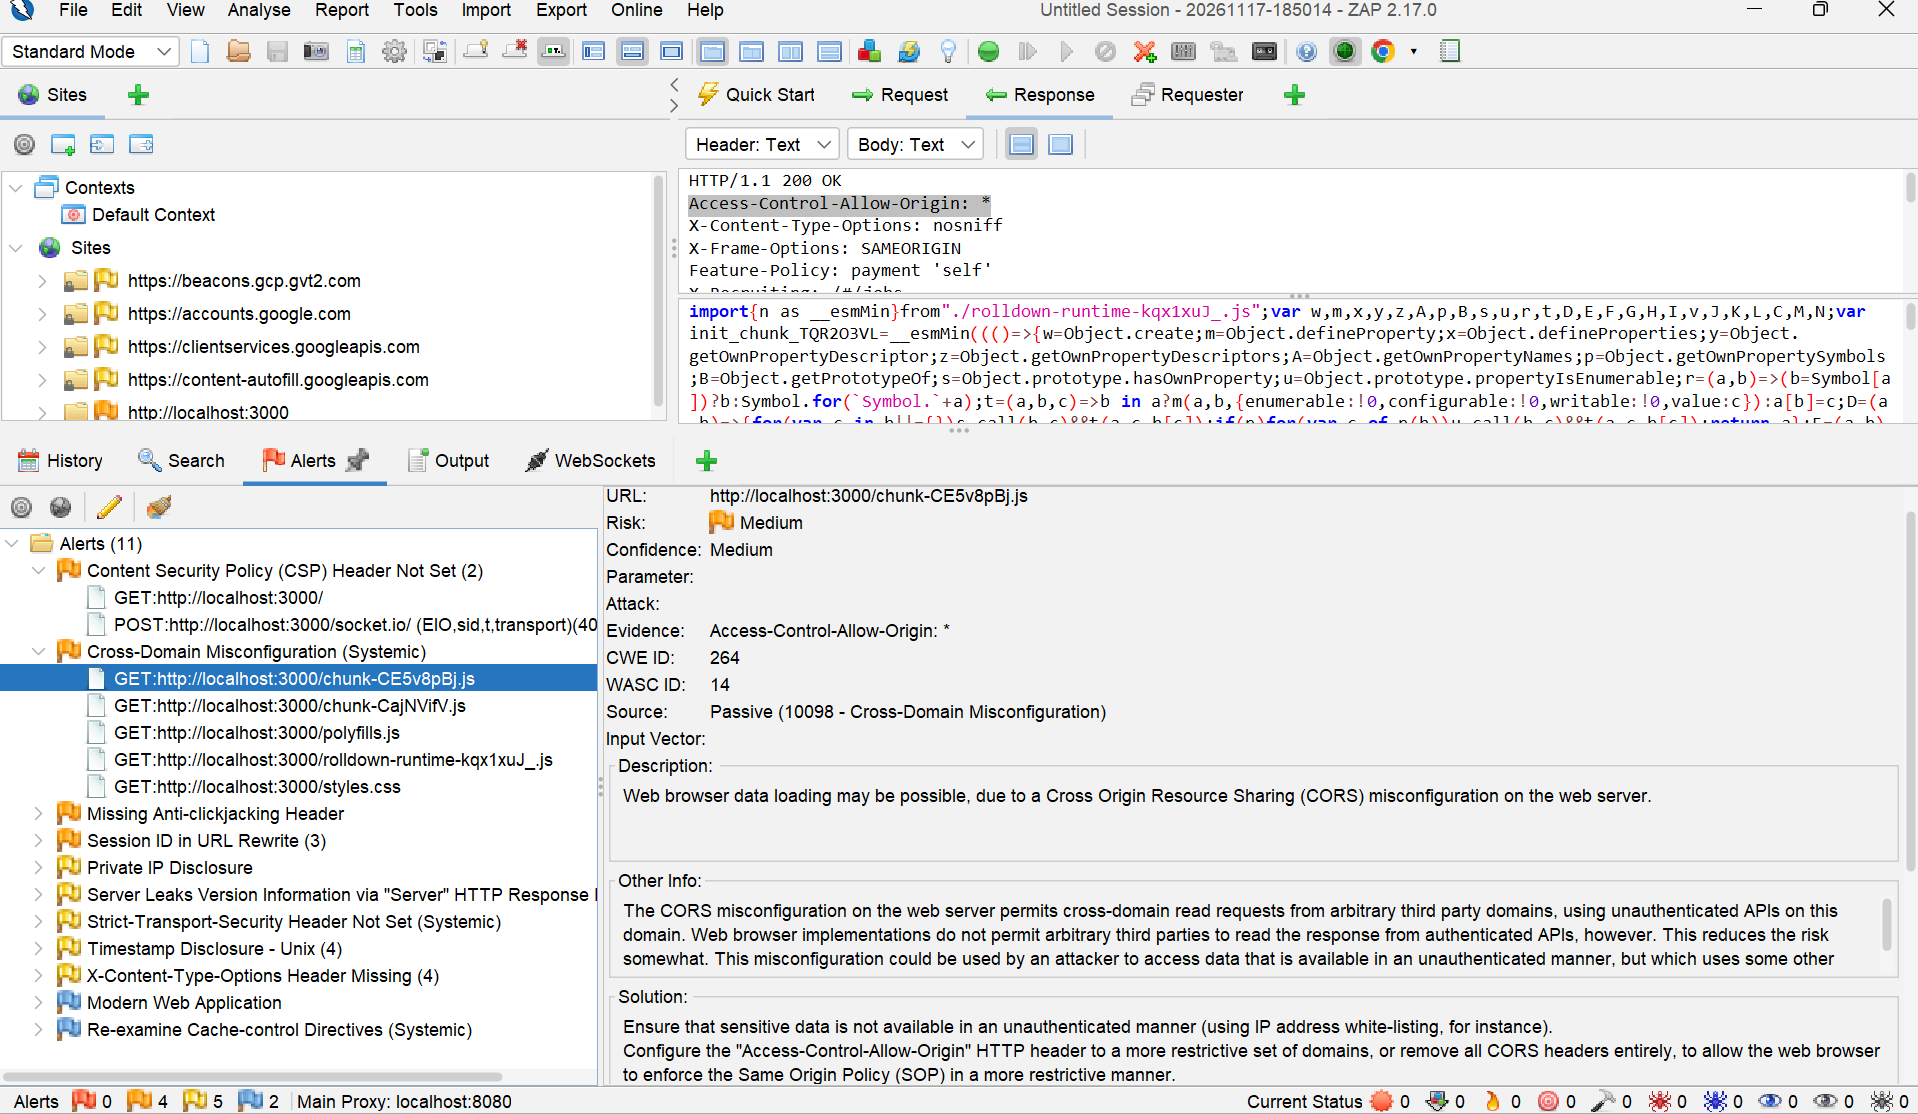 File Edit View Analyse Report Tools Import Export Online Help
Untitled Session - 20261117-185014 - ZAP 2.17.0
Standard Mode
Sites
Quick Start Request Response Requester
Header: Text Body: Text
Contexts
Default Context
Sites
https://beacons.gcp.gvt2.com
https://accounts.google.com
https://clientservices.googleapis.com
https://content-autofill.googleapis.com
http://localhost:3000
HTTP/1.1 200 OK
Access-Control-Allow-Origin: *
X-Content-Type-Options: nosniff
X-Frame-Options: SAMEORIGIN
Feature-Policy: payment 'self'
X-Recruiting: /#/jobs
import{n as __esmMin}from"./rolldown-runtime-kqx1xuJ_.js";var w,m,x,y,z,A,p,B,s,u,r,t,D,E,F,G,H,I,v,J,K,L,C,M,N;var
init_chunk_TQR2O3VL=__esmMin((()=>{w=Object.create;m=Object.defineProperty;x=Object.defineProperties;y=Object.
getOwnPropertyDescriptor;z=Object.getOwnPropertyDescriptors;A=Object.getOwnPropertyNames;p=Object.getOwnPropertySymbols
;B=Object.getPrototypeOf;s=Object.prototype.hasOwnProperty;u=Object.prototype.propertyIsEnumerable;r=(a,b)=>(b=Symbol[a
])?b:Symbol.for(`Symbol.`+a);t=(a,b,c)=>b in a?m(a,b,{enumerable:!0,configurable:!0,writable:!0,value:c}):a[b]=c;D=(a
History Search Alerts Output WebSockets
Alerts (11)
Content Security Policy (CSP) Header Not Set (2)
GET:http://localhost:3000/
POST:http://localhost:3000/socket.io/ (EIO,sid,t,transport)(40
Cross-Domain Misconfiguration (Systemic)
GET:http://localhost:3000/chunk-CE5v8pBj.js
GET:http://localhost:3000/chunk-CajNVifV.js
GET:http://localhost:3000/polyfills.js
GET:http://localhost:3000/rolldown-runtime-kqx1xuJ_.js
GET:http://localhost:3000/styles.css
Missing Anti-clickjacking Header
Session ID in URL Rewrite (3)
Private IP Disclosure
Server Leaks Version Information via "Server" HTTP Response
Strict-Transport-Security Header Not Set (Systemic)
Timestamp Disclosure - Unix (4)
X-Content-Type-Options Header Missing (4)
Modern Web Application
Re-examine Cache-control Directives (Systemic)
URL: http://localhost:3000/chunk-CE5v8pBj.js
Risk: Medium
Confidence: Medium
Parameter:
Attack:
Evidence: Access-Control-Allow-Origin: *
CWE ID: 264
WASC ID: 14
Source: Passive (10098 - Cross-Domain Misconfiguration)
Input Vector:
Description:
Web browser data loading may be possible, due to a Cross Origin Resource Sharing (CORS) misconfiguration on the web server.
Other Info:
The CORS misconfiguration on the web server permits cross-domain read requests from arbitrary third party domains, using unauthenticated APIs on this
domain. Web browser implementations do not permit arbitrary third parties to read the response from authenticated APIs, however. This reduces the risk
somewhat. This misconfiguration could be used by an attacker to access data that is available in an unauthenticated manner, but which uses some other
Solution:
Ensure that sensitive data is not available in an unauthenticated manner (using IP address white-listing, for instance).
Configure the "Access-Control-Allow-Origin" HTTP header to a more restrictive set of domains, or remove all CORS headers entirely, to allow the web browser
to enforce the Same Origin Policy (SOP) in a more restrictive manner.
Alerts 0 4 5 2 Main Proxy: localhost:8080
Current Status 0 0 0 0 0 0 0 0 0 0